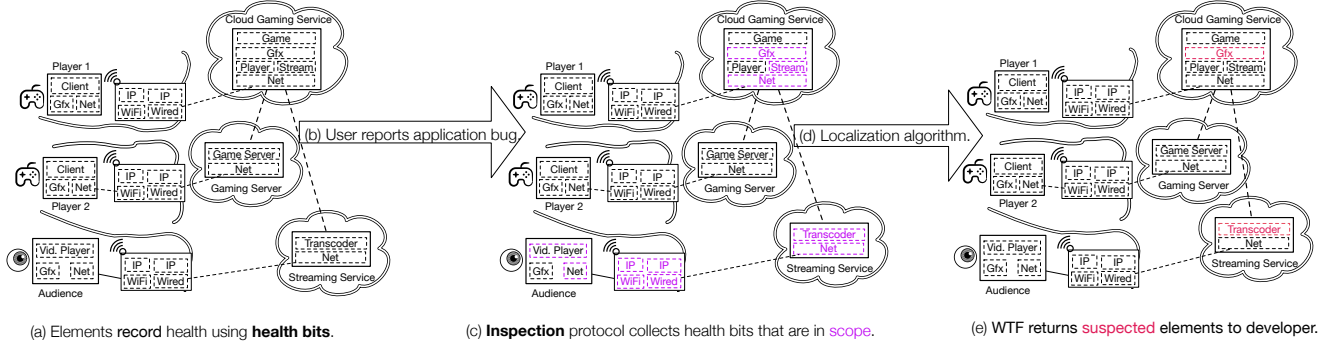 Cloud Gaming Service
Game
Gfx
Player Stream
Net
Player 1
Client
Gfx Net
IP IP
WiFi Wired
Game Server
Net
Gaming Server
Client
Gfx Net
Player 2
IP IP
WiFi Wired
Transcoder
Net
Streaming Service
Vid. Player
Gfx Net
Audience
IP IP
WiFi Wired
(a) Elements record health using health bits.
(b) User reports application bug.
Cloud Gaming Service
Game
Gfx
Player Stream
Net
Player 1
Client
Gfx Net
IP IP
WiFi Wired
Game Server
Net
Gaming Server
Client
Gfx Net
Player 2
IP IP
WiFi Wired
Transcoder
Net
Streaming Service
Vid. Player
Gfx Net
Audience
IP IP
WiFi Wired
(c) Inspection protocol collects health bits that are in scope.
(d) Localization algorithm.
Cloud Gaming Service
Game
Gfx
Player Stream
Net
Player 1
Client
Gfx Net
IP IP
WiFi Wired
Game Server
Net
Gaming Server
Client
Gfx Net
Player 2
IP IP
WiFi Wired
Transcoder
Net
Streaming Service
Vid. Player
Gfx Net
Audience
IP IP
WiFi Wired
(e) WTF returns suspected elements to developer.